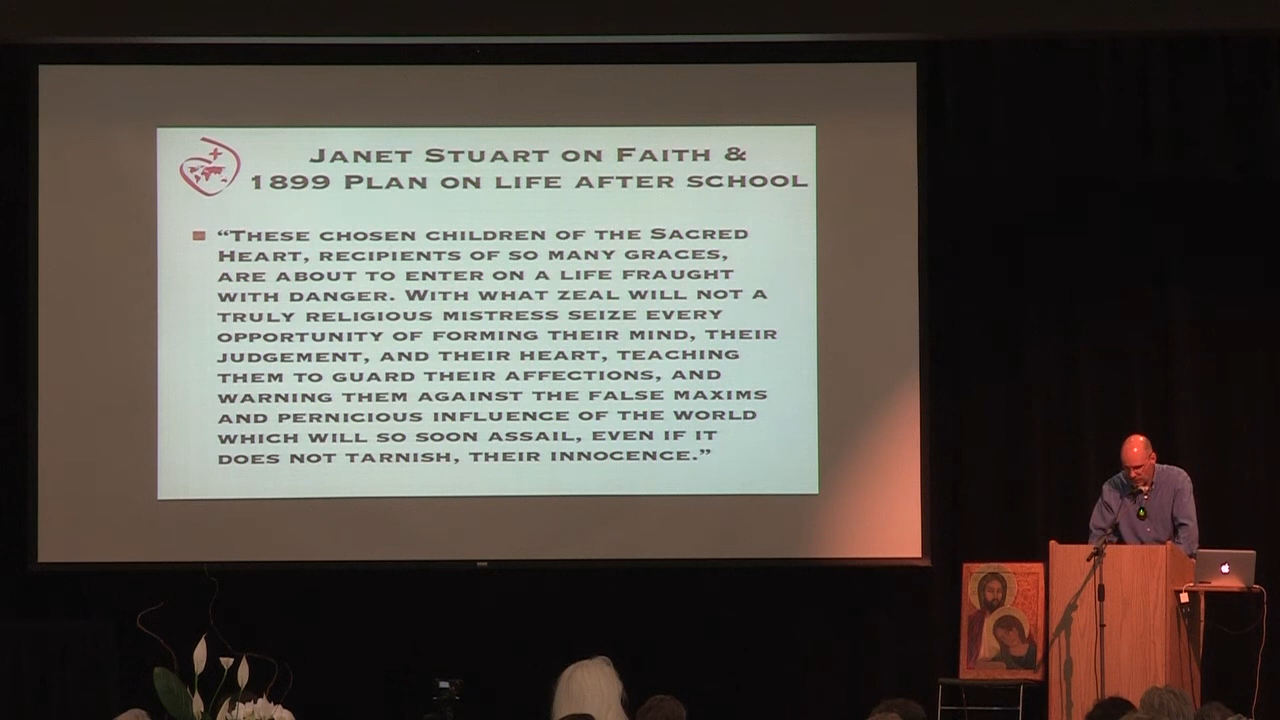 JANET STUART ON FAITH &
1899 PLAN ON LIFE AFTER SCHOOL
“THESE CHOSEN CHILDREN OF THE SACRED
HEART, RECIPIENTS OF SO MANY GRACES,
ARE ABOUT TO ENTER ON A LIFE FRAUGHT
WITH DANGER. WITH WHAT ZEAL WILL NOT A
TRULY RELIGIOUS MISTRESS SEIZE EVERY
OPPORTUNITY OF FORMING THEIR MIND, THEIR
JUDGEMENT, AND THEIR HEART, TEACHING
THEM TO GUARD THEIR AFFECTIONS, AND
WARNING THEM AGAINST THE FALSE MAXIMS
AND PERNICIOUS INFLUENCE OF THE WORLD
WHICH WILL SO SOON ASSAIL, EVEN IF IT
DOES NOT TARNISH, THEIR INNOCENCE.”